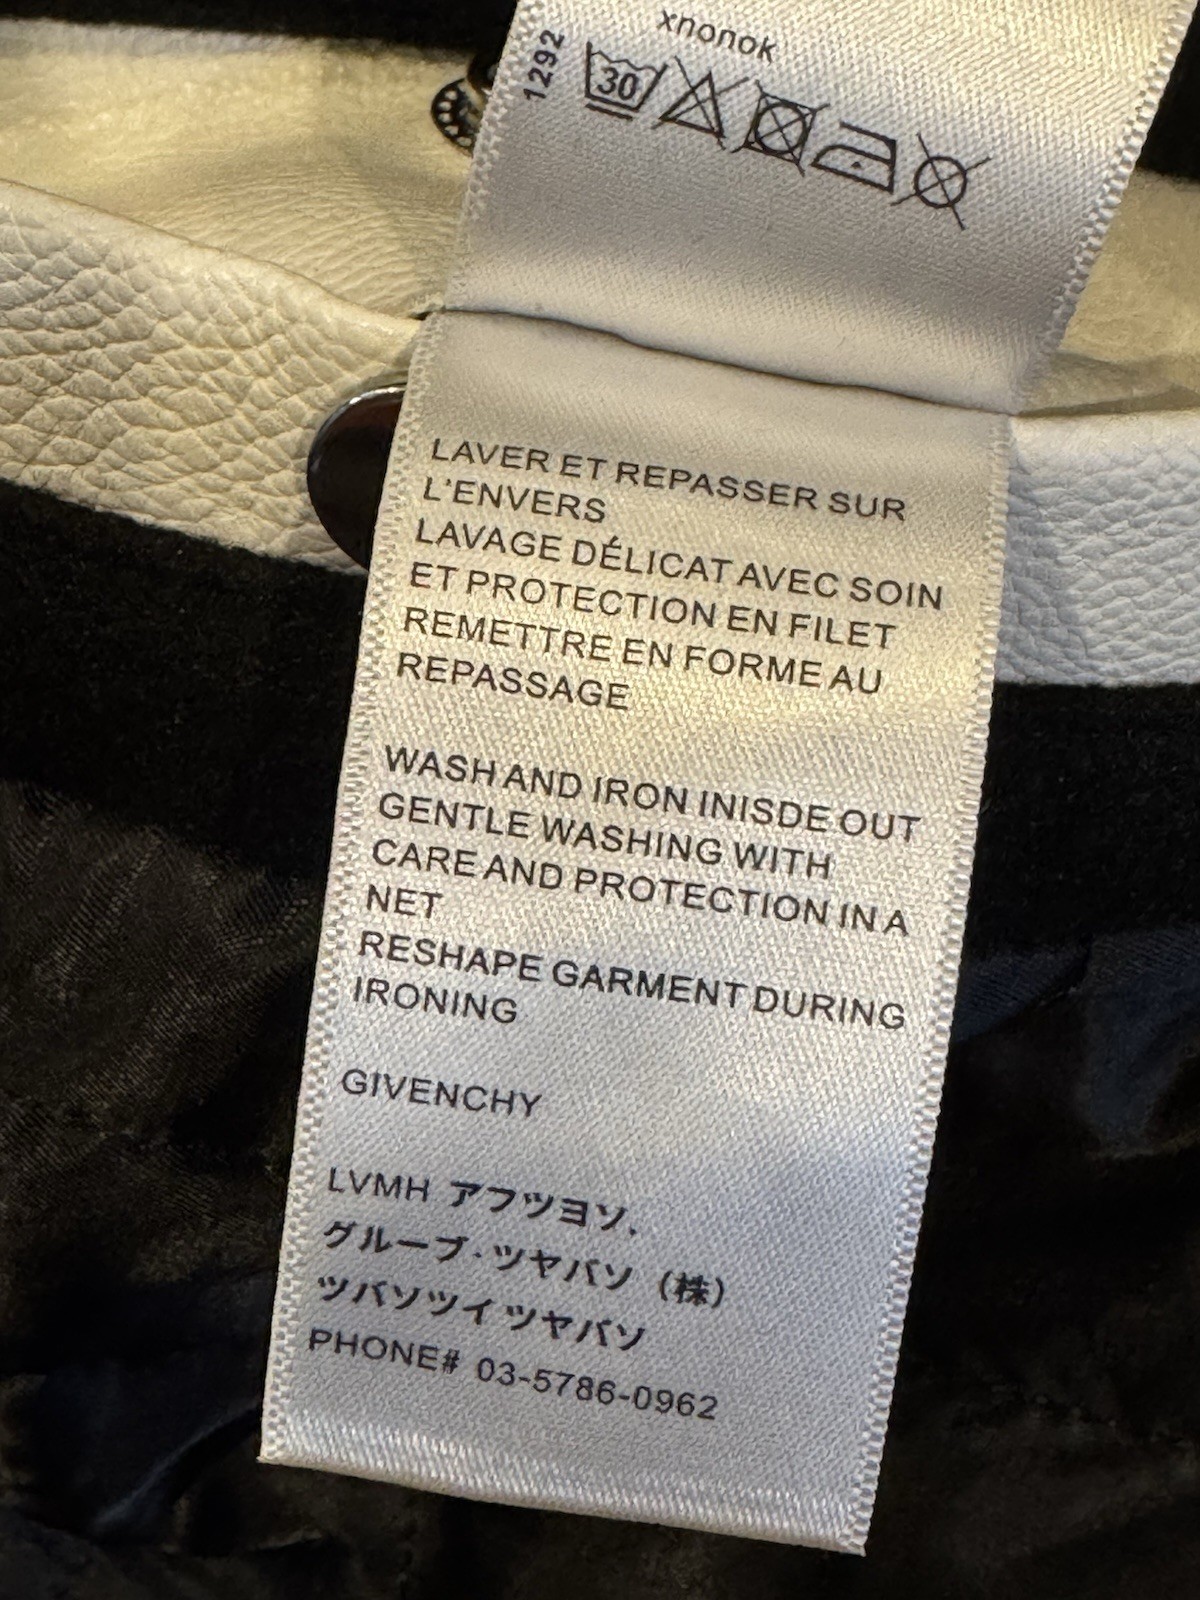 xnonok
1292
30
LAVER ET REPASSER SUR
L'ENVERS
LAVAGE DÉLICAT AVEC SOIN
ET PROTECTION EN FILET
REMETTRE EN FORME AU
REPASSAGE
WASH AND IRON INISDE OUT
GENTLE WASHING WITH
CARE AND PROTECTION IN A
NET
RESHAPE GARMENT DURING
IRONING
GIVENCHY
LVMH アフツヨソ.
グループ·ツヤバソ (株)
ツバソツイツヤバソ
PHONE# 03-5786-0962